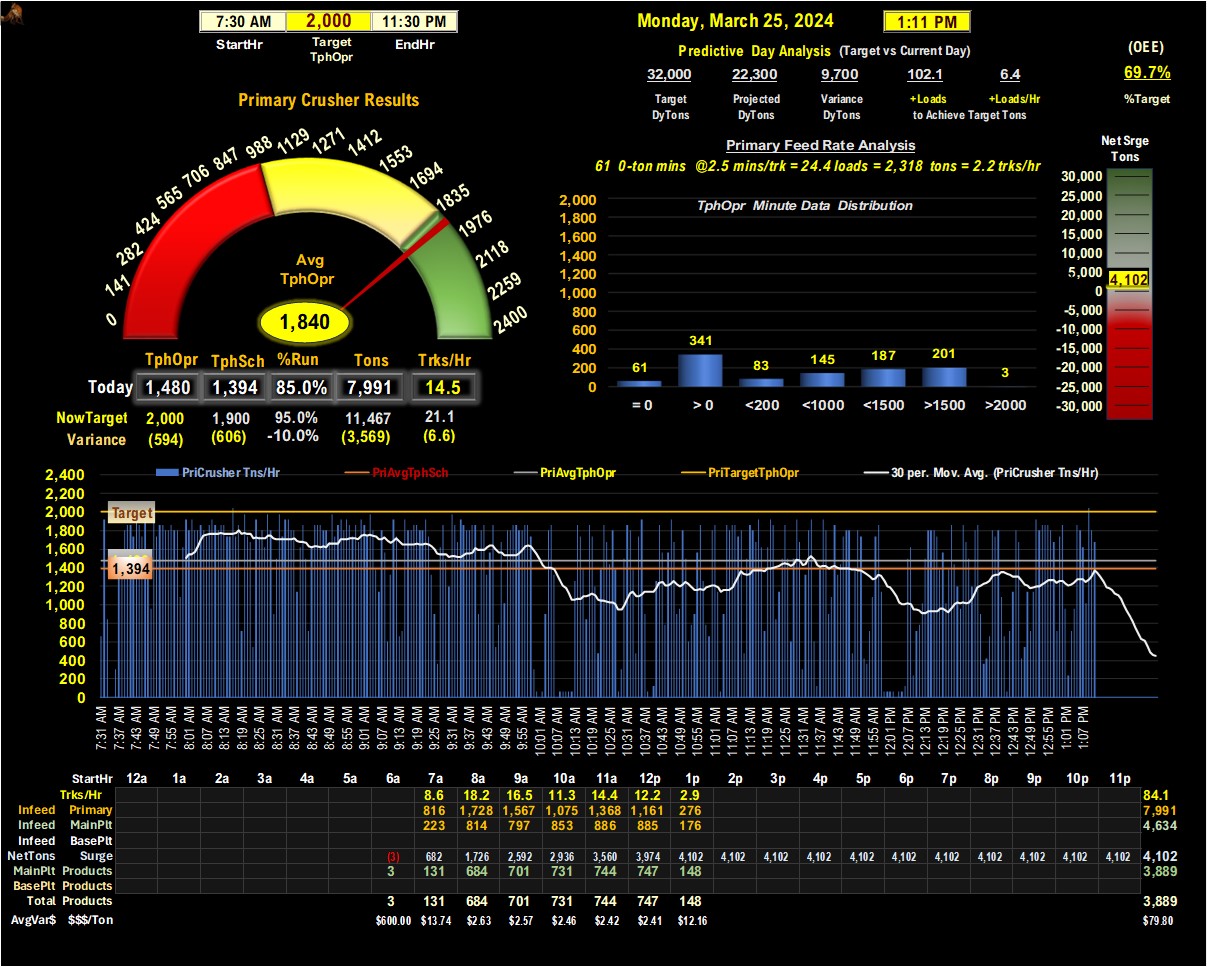 7:30 AM 2,000 11:30 PM
StartHr Target TphOpr EndHr
Monday, March 25, 2024 1:11 PM
Predictive Day Analysis (Target vs Current Day)
32,000 22,300 9,700 102.1 6.4
Target DyTons Projected DyTons Variance DyTons +Loads +Loads/Hr to Achieve Target Tons
(OEE)
69.7%
%Target
Primary Crusher Results
0 141 282 424 565 706 847 988 1129 1271 1412 1553 1694 1835 1976 2118 2259 2400
Avg
TphOpr
1,840
TphOpr TphSch %Run Tons Trks/Hr
Today 1,480 1,394 85.0% 7,991 14.5
NowTarget 2,000 1,900 95.0% 11,467 21.1
Variance (594) (606) -10.0% (3,569) (6.6)
Primary Feed Rate Analysis
61 0-ton mins @2.5 mins/trk = 24.4 loads = 2,318 tons = 2.2 trks/hr
TphOpr Minute Data Distribution
2,000
1,800
1,600
1,400
1,200
1,000
800
600
400
200
0
61 341 83 145 187 201 3
= 0 > 0 <200 <1000 <1500 >1500 >2000
Net Srge
Tons
30,000
25,000
20,000
15,000
10,000
5,000
4,102
0
-5,000
-10,000
-15,000
-20,000
-25,000
-30,000
PriCrusher Tns/Hr PriAvgTphSch PriAvgTphOpr PriTargetTphOpr 30 per. Mov. Avg. (PriCrusher Tns/Hr)
2,400
2,200
2,000
1,800
1,600
1,400
1,200
1,000
800
600
400
200
0
Target
1,394
7:31 AM 7:37 AM 7:43 AM 7:49 AM 7:55 AM 8:01 AM 8:07 AM 8:13 AM 8:19 AM 8:25 AM 8:31 AM 8:37 AM 8:43 AM 8:49 AM 8:55 AM 9:01 AM 9:07 AM 9:13 AM 9:19 AM 9:25 AM 9:31 AM 9:37 AM 9:43 AM 9:49 AM 9:55 AM 10:01 AM 10:07 AM 10:13 AM 10:19 AM 10:25 AM 10:31 AM 10:37 AM 10:43 AM 10:49 AM 10:55 AM 11:01 AM 11:07 AM 11:13 AM 11:19 AM 11:25 AM 11:31 AM 11:37 AM 11:43 AM 11:49 AM 11:55 AM 12:01 PM 12:07 PM 12:13 PM 12:19 PM 12:25 PM 12:31 PM 12:37 PM 12:43 PM 12:49 PM 12:55 PM 1:01 PM 1:07 PM
StartHr 12a 1a 2a 3a 4a 5a 6a 7a 8a 9a 10a 11a 12p 1p 2p 3p 4p 5p 6p 7p 8p 9p 10p 11p
Trks/Hr 8.6 18.2 16.5 11.3 14.4 12.2 2.9 84.1
Infeed Primary 816 1,728 1,567 1,075 1,368 1,161 276 7,991
Infeed MainPlt 223 814 797 853 886 885 176 4,634
Infeed BasePlt
NetTons Surge (3) 682 1,726 2,592 2,936 3,560 3,974 4,102 4,102 4,102 4,102 4,102 4,102 4,102 4,102 4,102 4,102 4,102 4,102
MainPlt Products 3 131 684 701 731 744 747 148 3,889
BasePlt Products
Total Products 3 131 684 701 731 744 747 148 3,889
AvgVar$ $$$/Ton $600.00 $13.74 $2.63 $2.57 $2.46 $2.42 $2.41 $12.16 $79.80